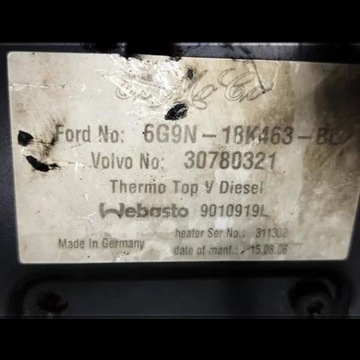 Ford No: 6G9N-18K463-
Volvo No: 30780321
Thermo Top V Diesel
Webasto 9010919L
heater Ser.No.: 311302
Made in Germany
date of manf.: 15.08.06